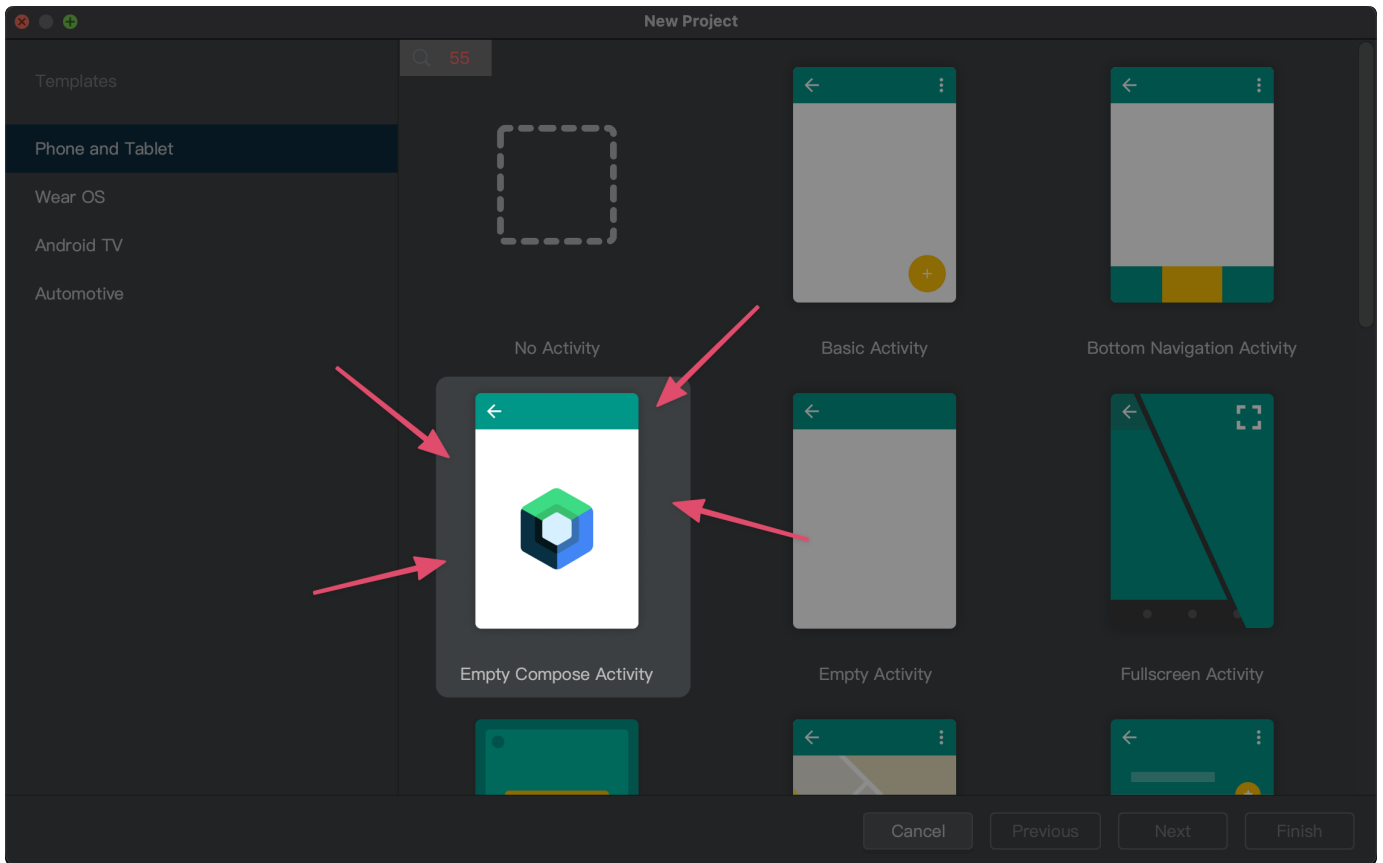 New Project
Templates
55
Phone and Tablet
Wear OS
Android TV
Automotive
No Activity
Basic Activity
Bottom Navigation Activity
Empty Compose Activity
Empty Activity
Fullscreen Activity
Cancel
Previous
Next
Finish